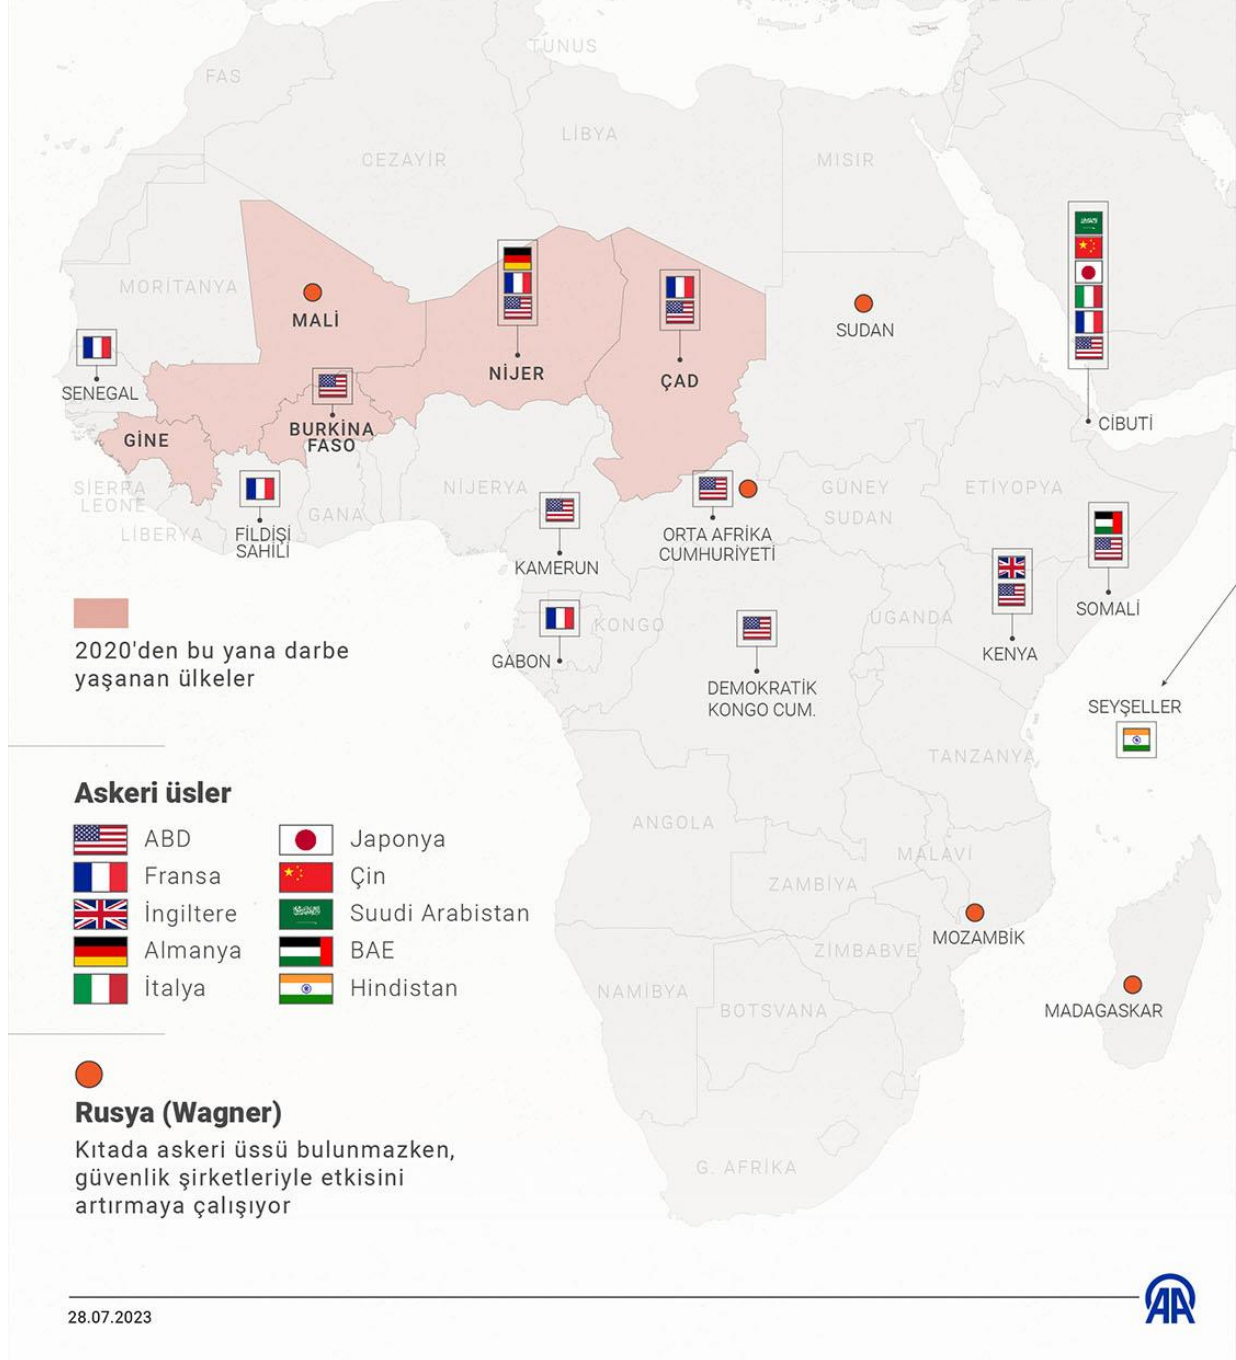 TUNUS
FAS
LİBYA
CEZAYİR
MISIR
MORİTANYA
MALİ
SUDAN
NİJER
ÇAD
SENEGAL
CİBUTİ
GİNE
BURKİNA
FASO
SİERRA
LEONE
NİJERYA
GÜNEY
SUDAN
ETİYOPYA
GANA
LİBERYA
FİLDİŞİ
SAHİLİ
ORTA AFRİKA
CUMHURİYETİ
KAMERUN
SOMALİ
UGANDA
KONGO
KENYA
GABON
DEMOKRATİK
KONGO CUM.
SEYŞELLER
TANZANYA
2020'den bu yana darbe
yaşanan ülkeler
ANGOLA
MALAVİ
ZAMBİYA
MOZAMBİK
ZİMBABVE
NAMİBYA
BOTSVANA
MADAGASKAR
G. AFRİKA
Askeri üsler
ABD
Fransa
İngiltere
Almanya
İtalya
Japonya
Çin
Suudi Arabistan
BAE
Hindistan
Rusya (Wagner)
Kıtada askeri üssü bulunmazken,
güvenlik şirketleriyle etkisini
artırmaya çalışıyor
28.07.2023
AA